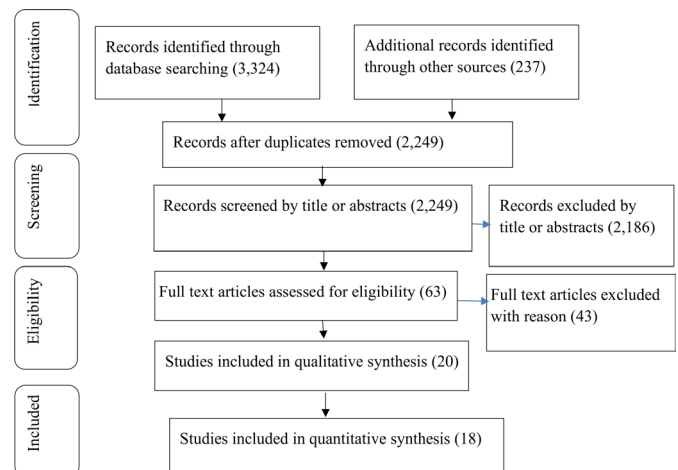 Identification
Records identified through
database searching (3,324)
Additional records identified
through other sources (237)
Records after duplicates removed (2,249)
Screening
Records screened by title or abstracts (2,249)
Records excluded by
title or abstracts (2,186)
Eligibility
Full text articles assessed for eligibility (63)
Full text articles excluded
with reason (43)
Studies included in qualitative synthesis (20)
Included
Studies included in quantitative synthesis (18)